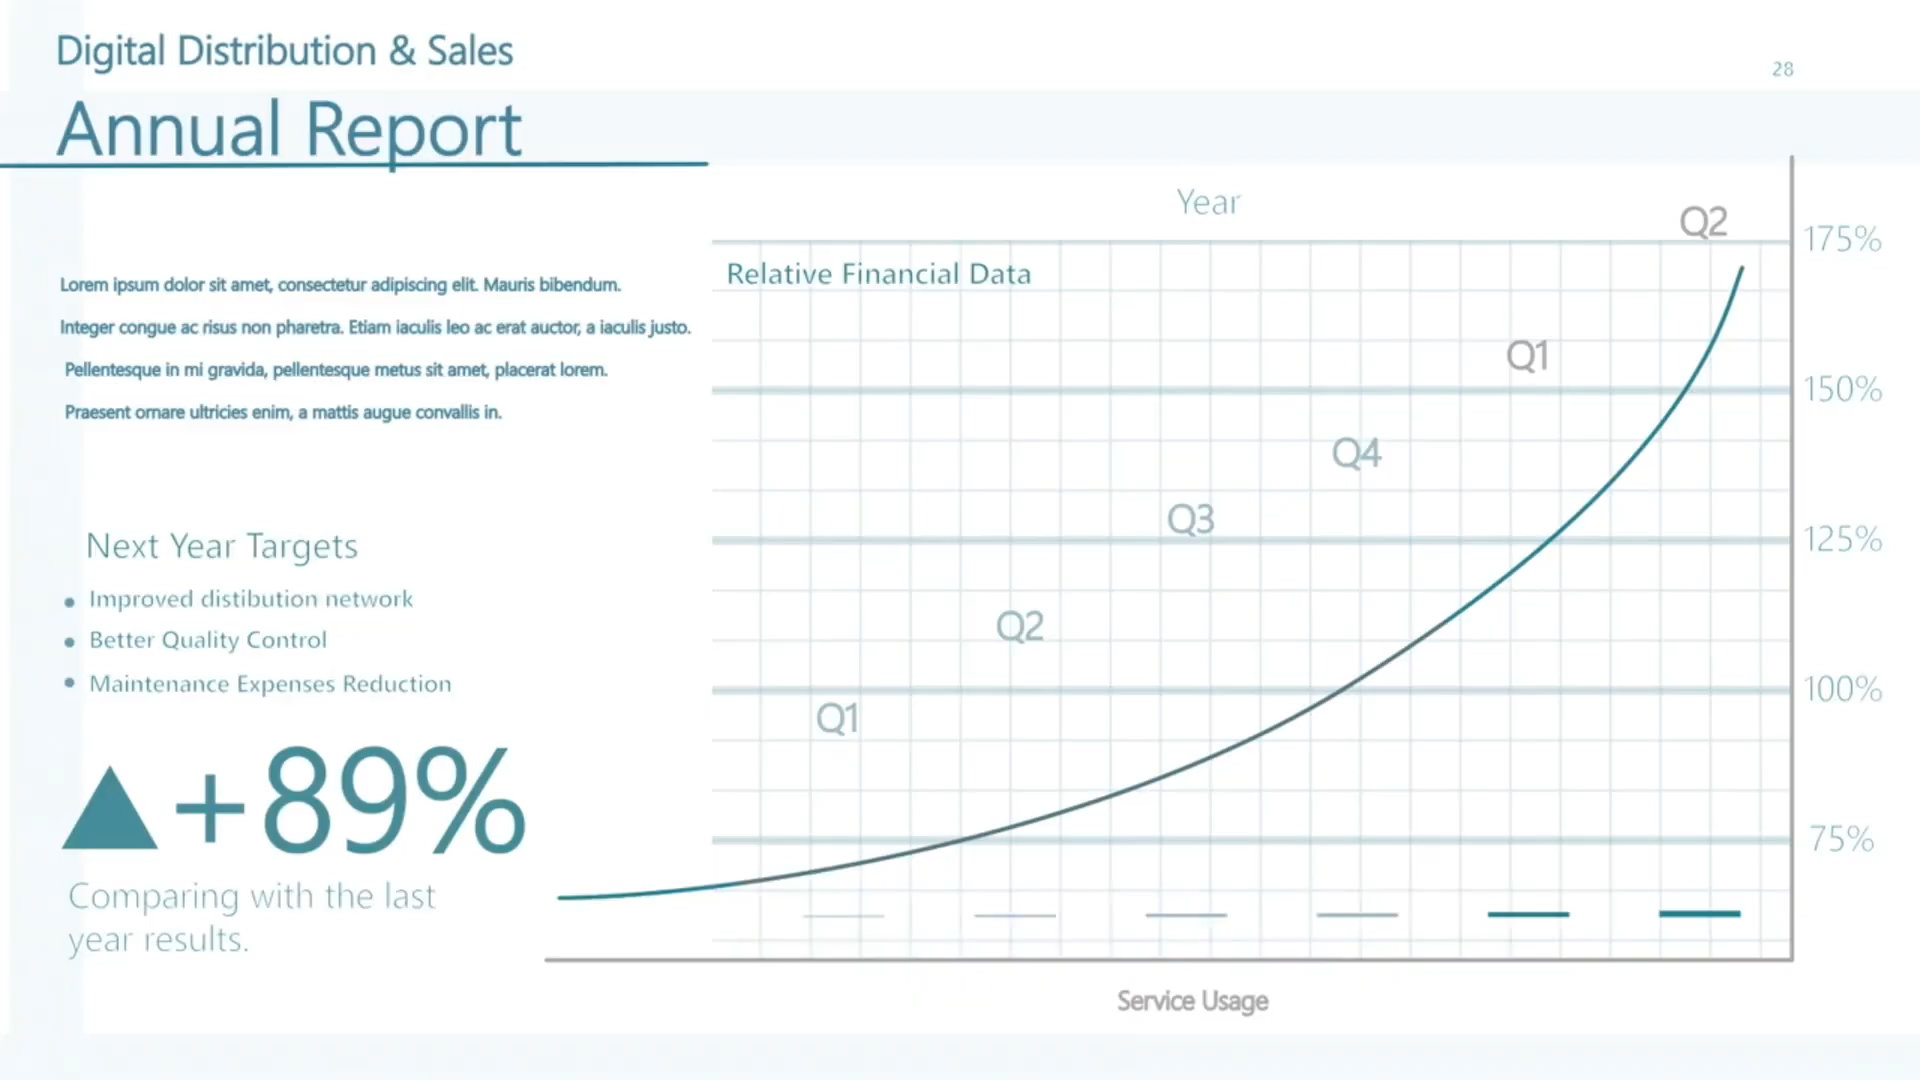 Digital Distribution & Sales
28
Annual Report
Lorem ipsum dolor sit amet, consectetur adipiscing elit. Mauris bibendum.
Integer congue ac risus non pharetra. Etiam iaculis leo ac erat auctor, a iaculis justo.
Pellentesque in mi gravida, pellentesque metus sit amet, placerat lorem.
Praesent ornare ultricies enim, a mattis augue convallis in.
Next Year Targets
Improved distibution network
Better Quality Control
Maintenance Expenses Reduction
+89%
Comparing with the last
year results.
Year
Relative Financial Data
Q1
Q2
Q3
Q4
Q1
Q2
175%
150%
125%
100%
75%
Service Usage